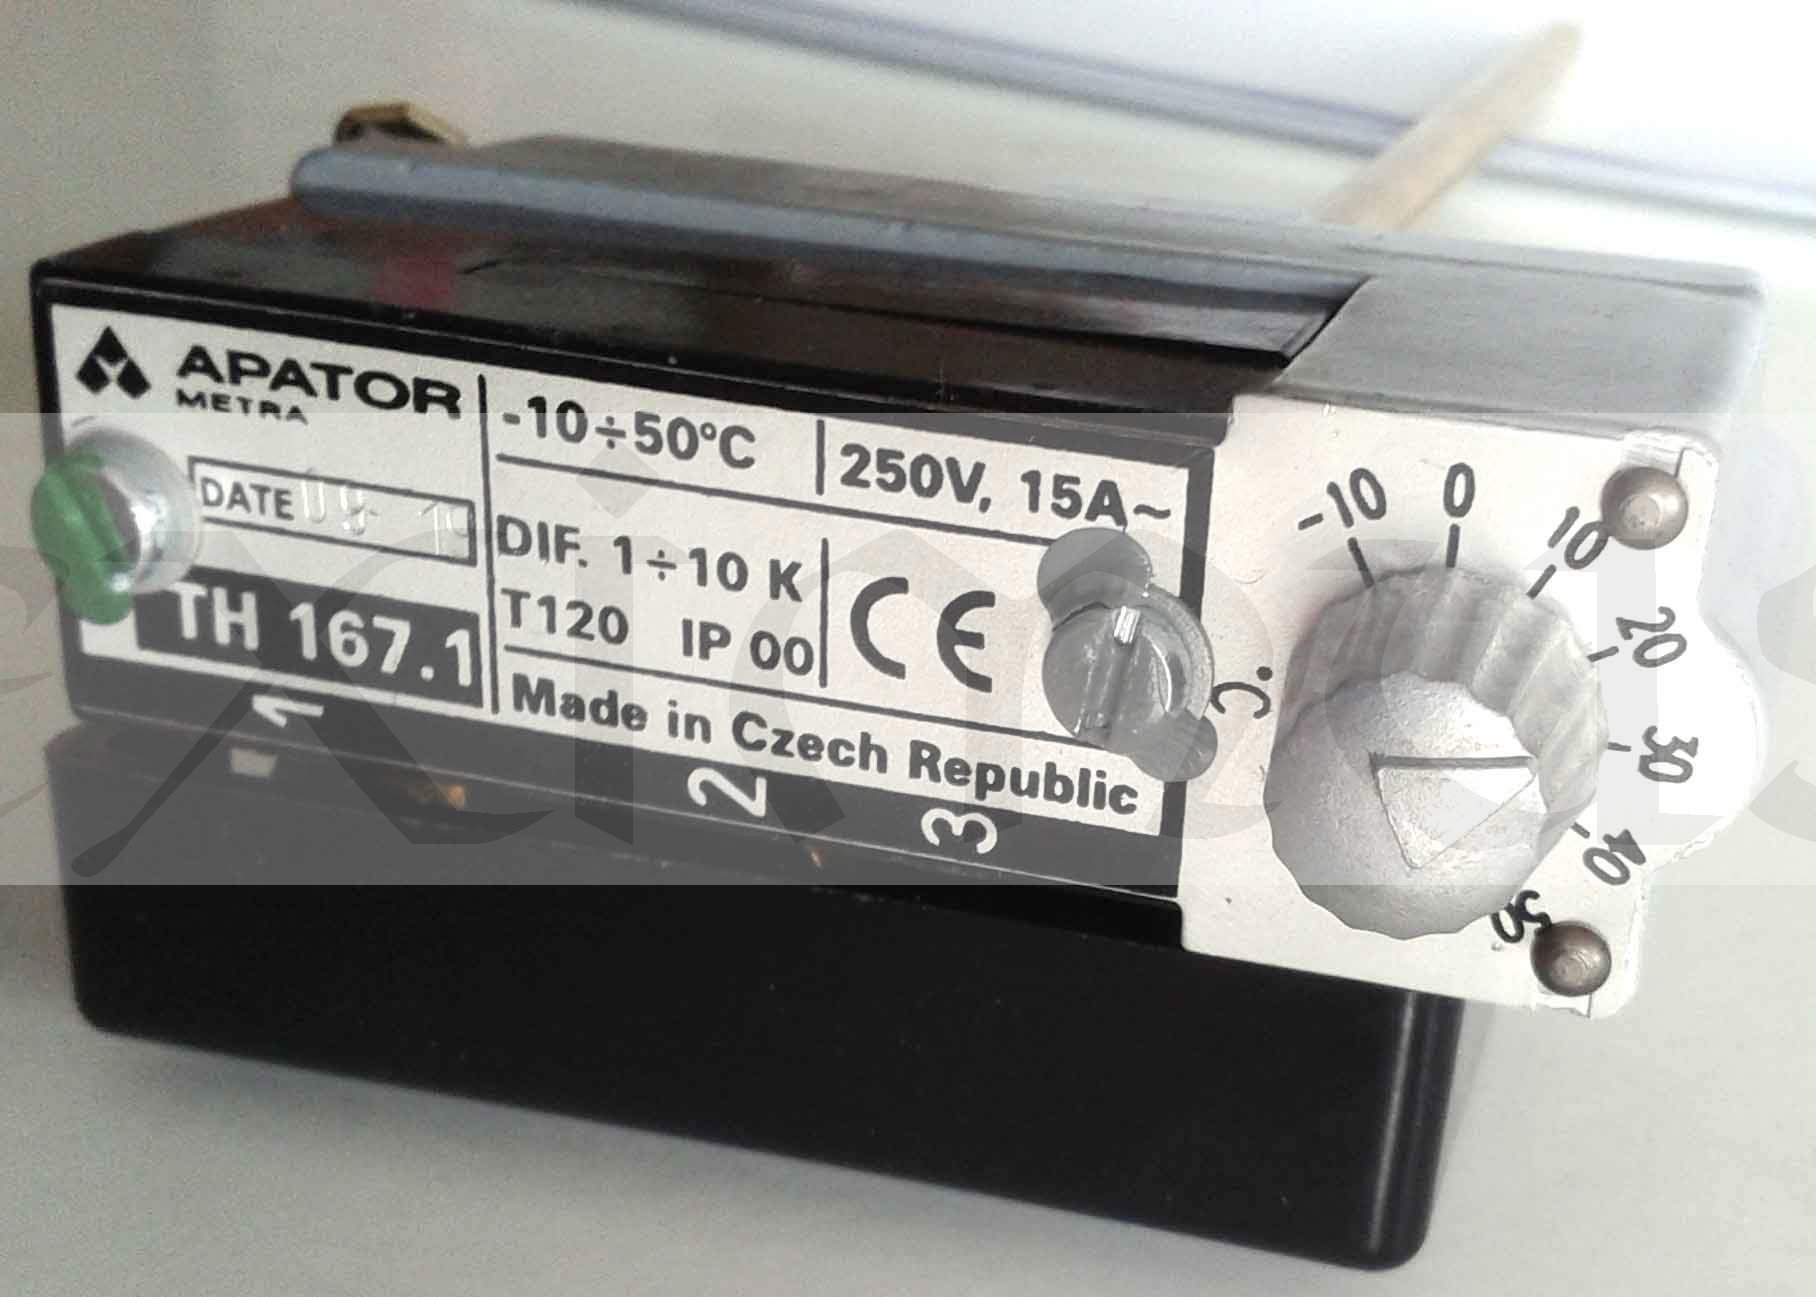 APATOR
METRA
-10÷50°C
250V, 15A~
DATE
DIF. 1÷10 K
T120 IP 00
CE
TH 167.1
Made in Czech Republic
1
2
3
°C
-10
0
10
20
30
40
50